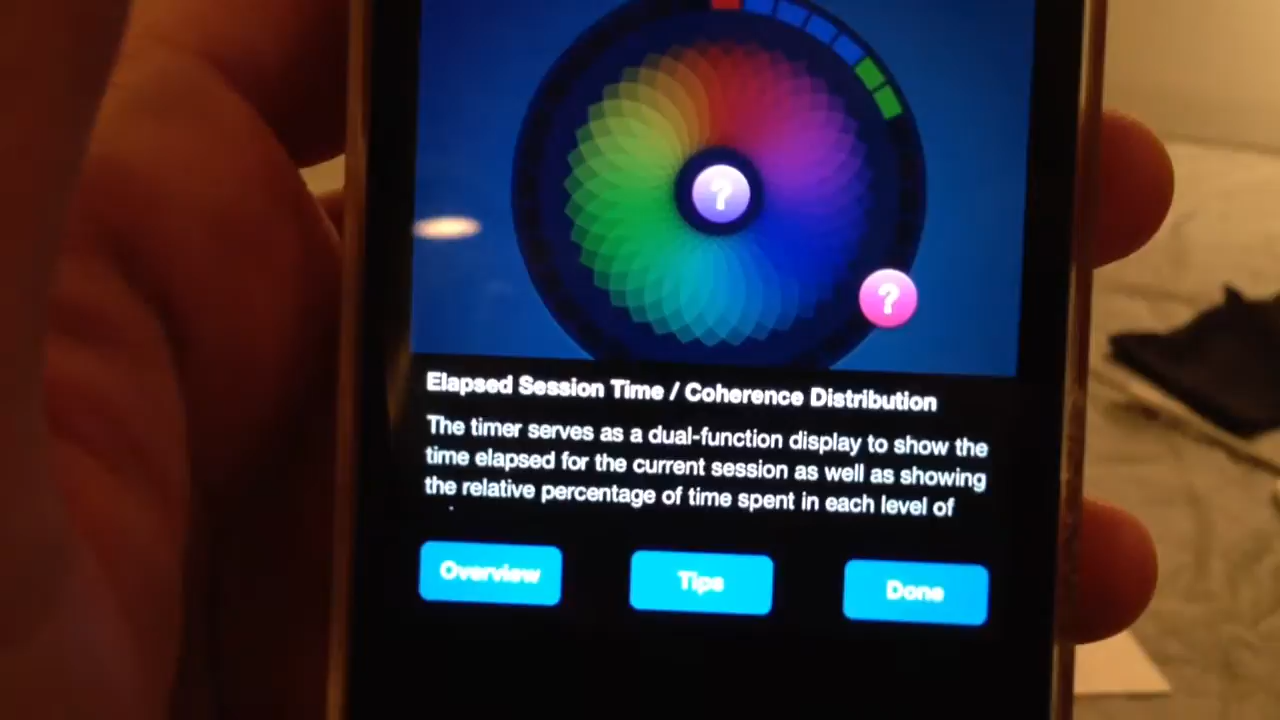 ?
?
Elapsed Session Time / Coherence Distribution
The timer serves as a dual-function display to show the
time elapsed for the current session as well as showing
the relative percentage of time spent in each level of
Overview
Tips
Done